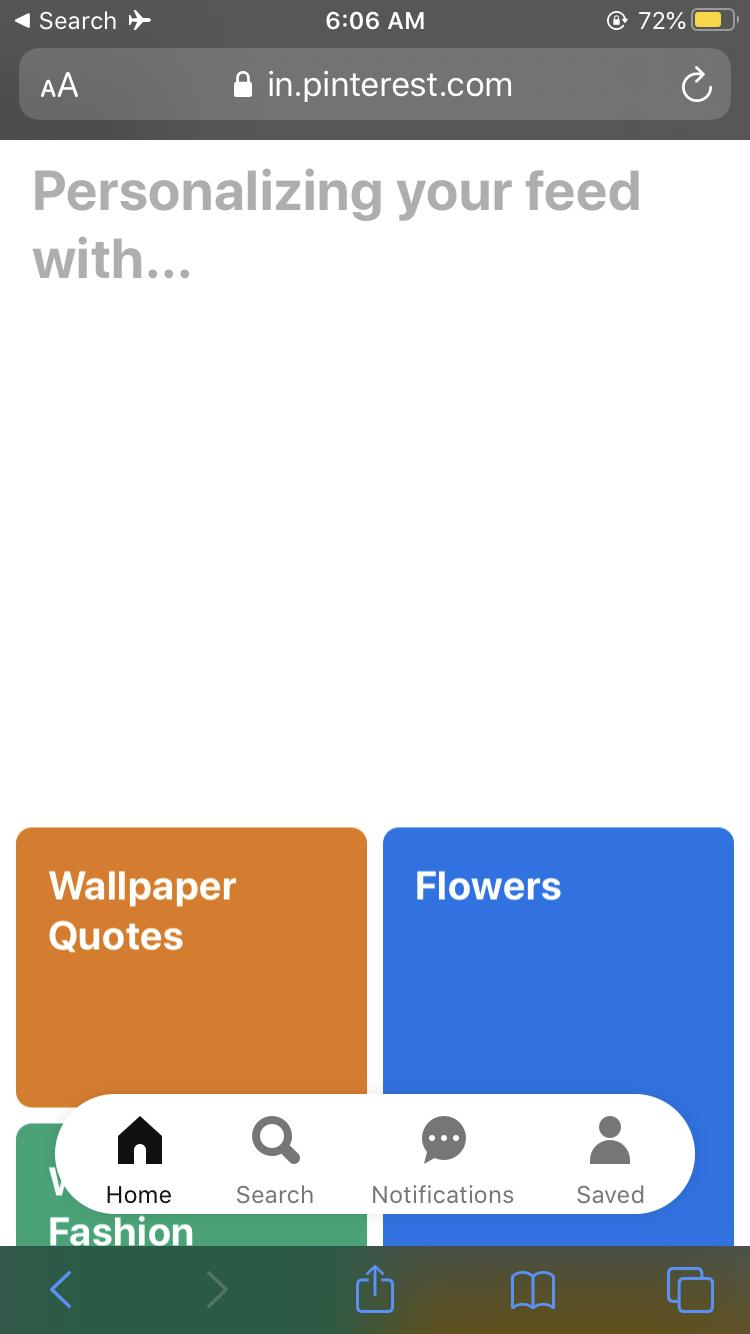 Search
6:06 AM
72%
AA
in.pinterest.com
Personalizing your feed
with...
Wallpaper
Quotes
Flowers
Fashion
Home
Search
Notifications
Saved